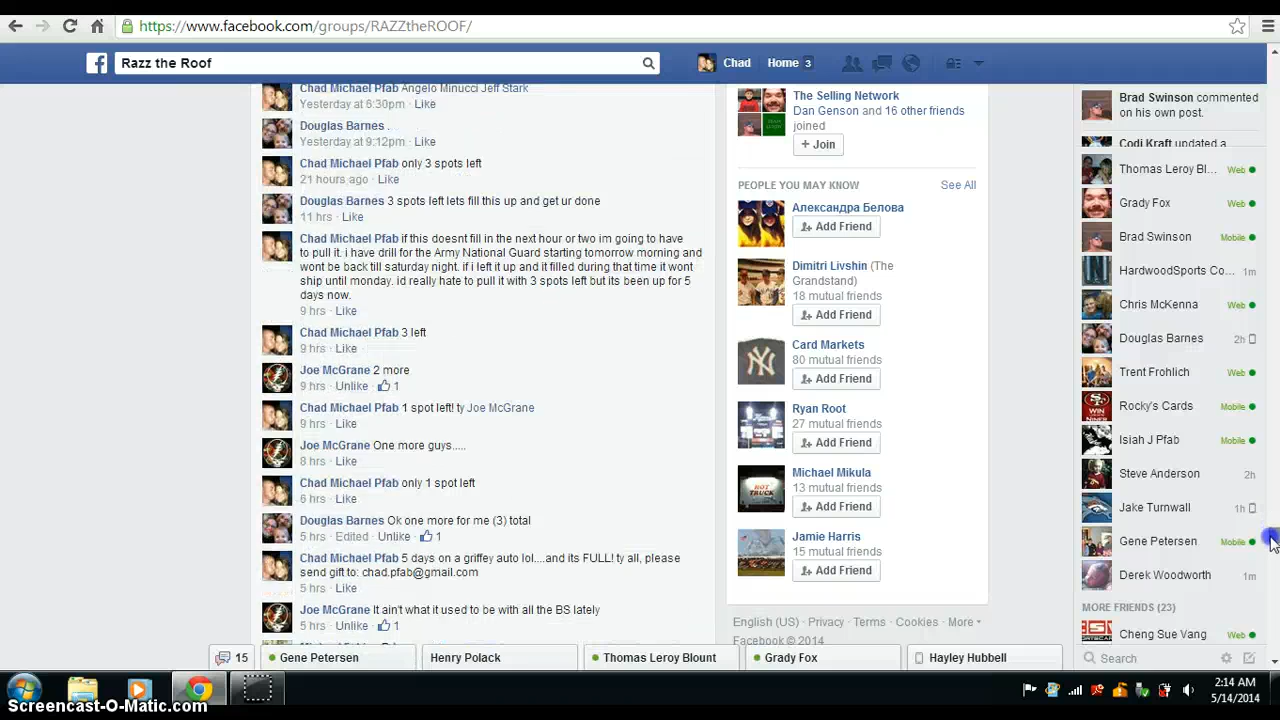 https://www.facebook.com/groups/RAZZtheROOF/
Razz the Roof
Chad
Home 3
Chad Michael Pfab Angelo Minucci Jeff Stark
Yesterday at 6:30pm · Like
Douglas Barnes .
Yesterday at 9:12pm · Like
Chad Michael Pfab only 3 spots left
21 hours ago · Like
Douglas Barnes 3 spots left lets fill this up and get ur done
11 hrs · Like
Chad Michael Pfab if this doesnt fill in the next hour or two im going to have
to pull it. i have drill for the Army National Guard starting tomorrow morning and
wont be back till saturday night. if i left it up and it filled during that time it wont
ship until monday. id really hate to pull it with 3 spots left but its been up for 5
days now.
9 hrs · Like
Chad Michael Pfab 3 left
9 hrs · Like
Joe McGrane 2 more
9 hrs · Unlike · 1
Chad Michael Pfab 1 spot left! ty Joe McGrane
9 hrs · Like
Joe McGrane One more guys.....
8 hrs · Like
Chad Michael Pfab only 1 spot left
6 hrs · Like
Douglas Barnes Ok one more for me (3) total
5 hrs · Edited · Unlike · 1
Chad Michael Pfab 5 days on a griffey auto lol....and its FULL! ty all, please
send gift to: chad.pfab@gmail.com
5 hrs · Like
Joe McGrane It ain't what it used to be with all the BS lately
5 hrs · Unlike · 1
The Selling Network
Dan Genson and 16 other friends
joined
+ Join
PEOPLE YOU MAY KNOW
See All
Александра Белова
Add Friend
Dimitri Livshin (The
Grandstand)
18 mutual friends
Add Friend
Card Markets
80 mutual friends
Add Friend
Ryan Root
27 mutual friends
Add Friend
Michael Mikula
13 mutual friends
Add Friend
Jamie Harris
15 mutual friends
Add Friend
English (US) · Privacy · Terms · Cookies · More
Facebook © 2014
Brad Swinson commented
on his own post.
Codi Kraft updated a
Thomas Leroy Bl... Web
Grady Fox Web
Brad Swinson Mobile
HardwoodSports Co... 1m
Chris McKenna Web
Douglas Barnes 2h
Trent Frohlich Web
Rocky's Cards Mobile
Isiah J Pfab Mobile
Steve Anderson 2h
Jake Turnwall 1h
Gene Petersen Mobile
Derek Woodworth 1m
MORE FRIENDS (23)
Chong Sue Vang Web
Search
15
Gene Petersen
Henry Polack
Thomas Leroy Blount
Grady Fox
Hayley Hubbell
2:14 AM
5/14/2014
Screencast-O-Matic.com